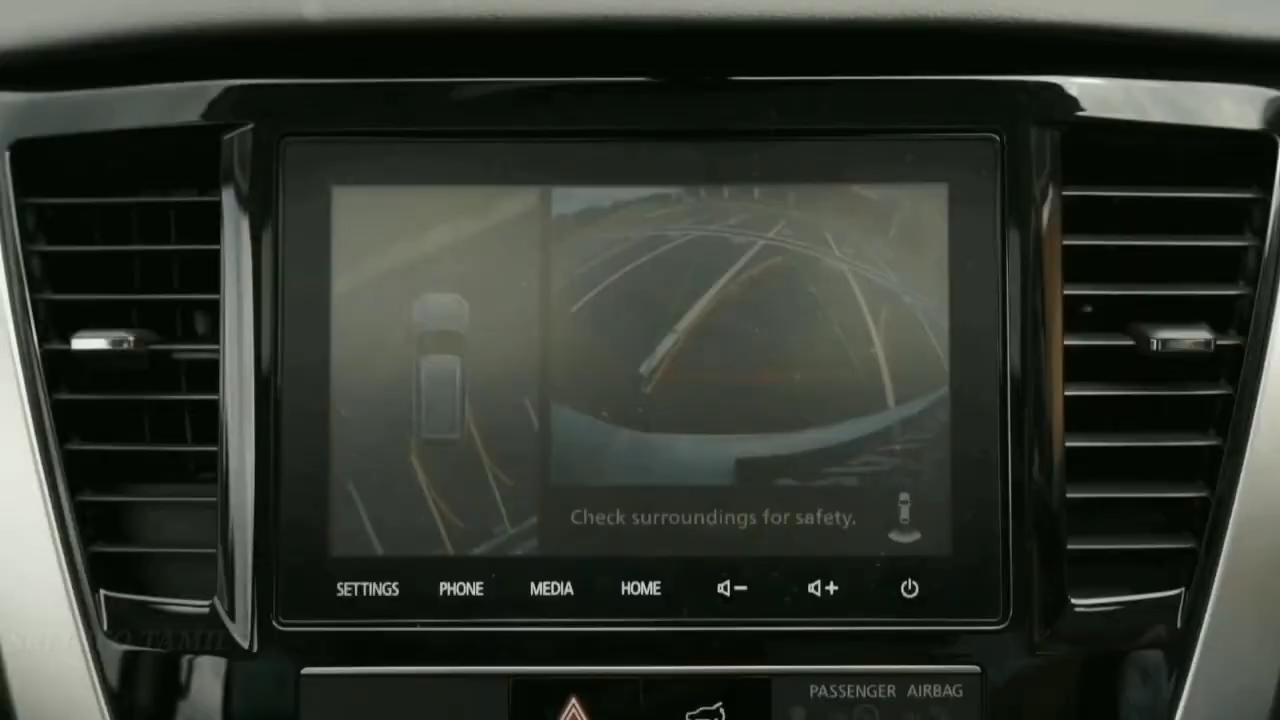 Check surroundings for safety.
SETTINGS PHONE MEDIA HOME
PASSENGER AIRBAG